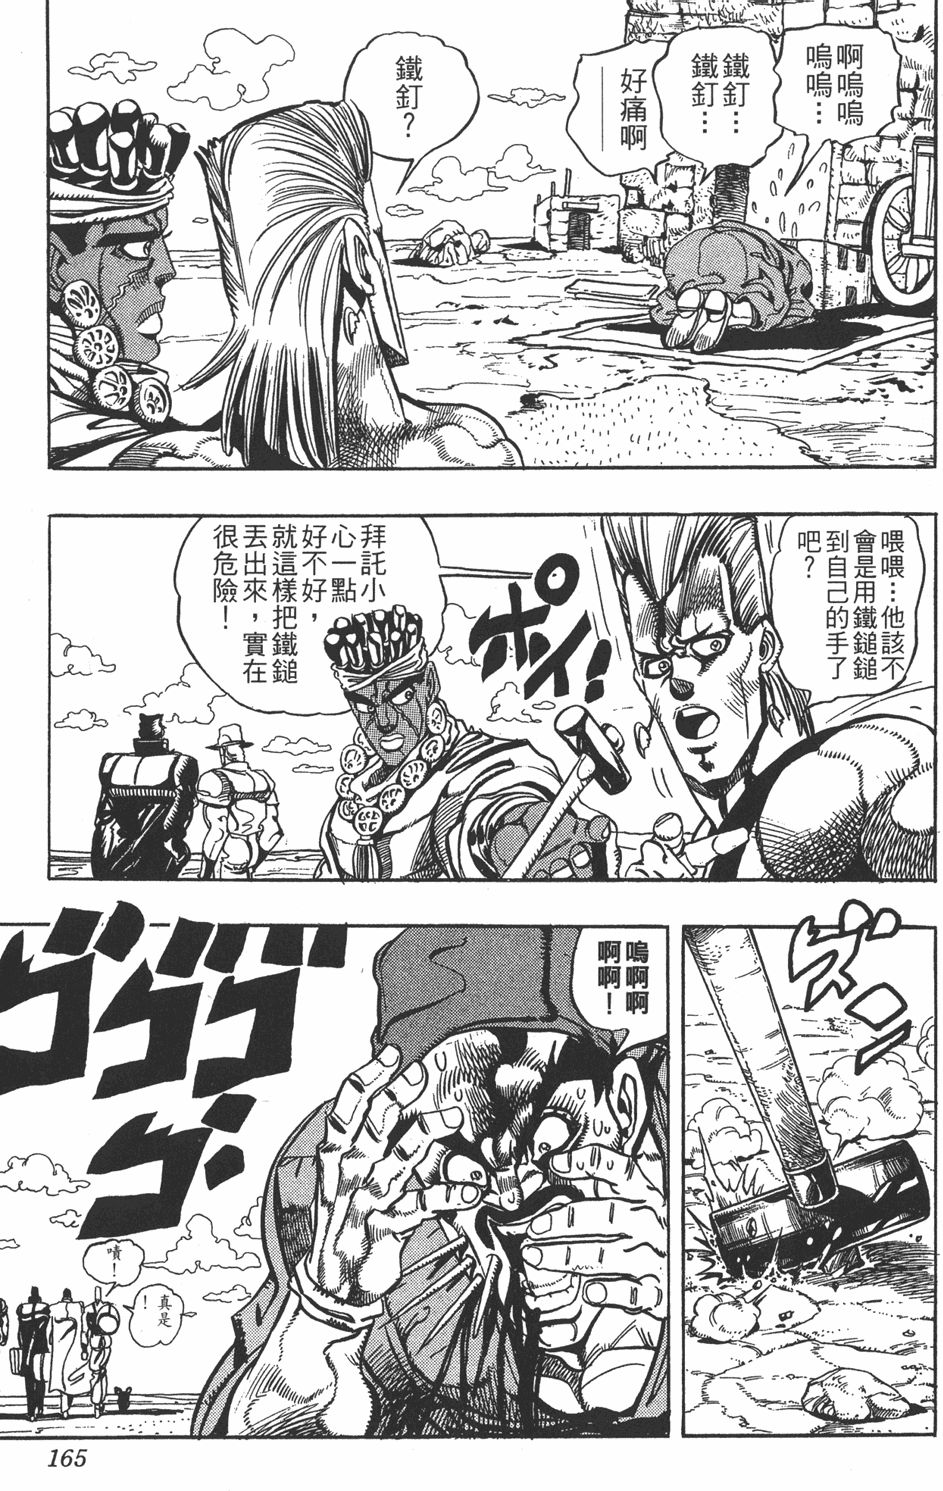 啊嗚嗚
嗚嗚…
鐵釘…
鐵釘…
好痛啊
鐵釘?
喂喂…他該不
會是用鐵鎚鎚
到自己的手了
吧?
ポイ!
拜託小
心一點
好不好,
就這樣把鐵鎚
丟出來,實在
很危險!
ズン
嗚啊啊
啊啊!
ゴゴゴゴ
嘖!
真是
!
165